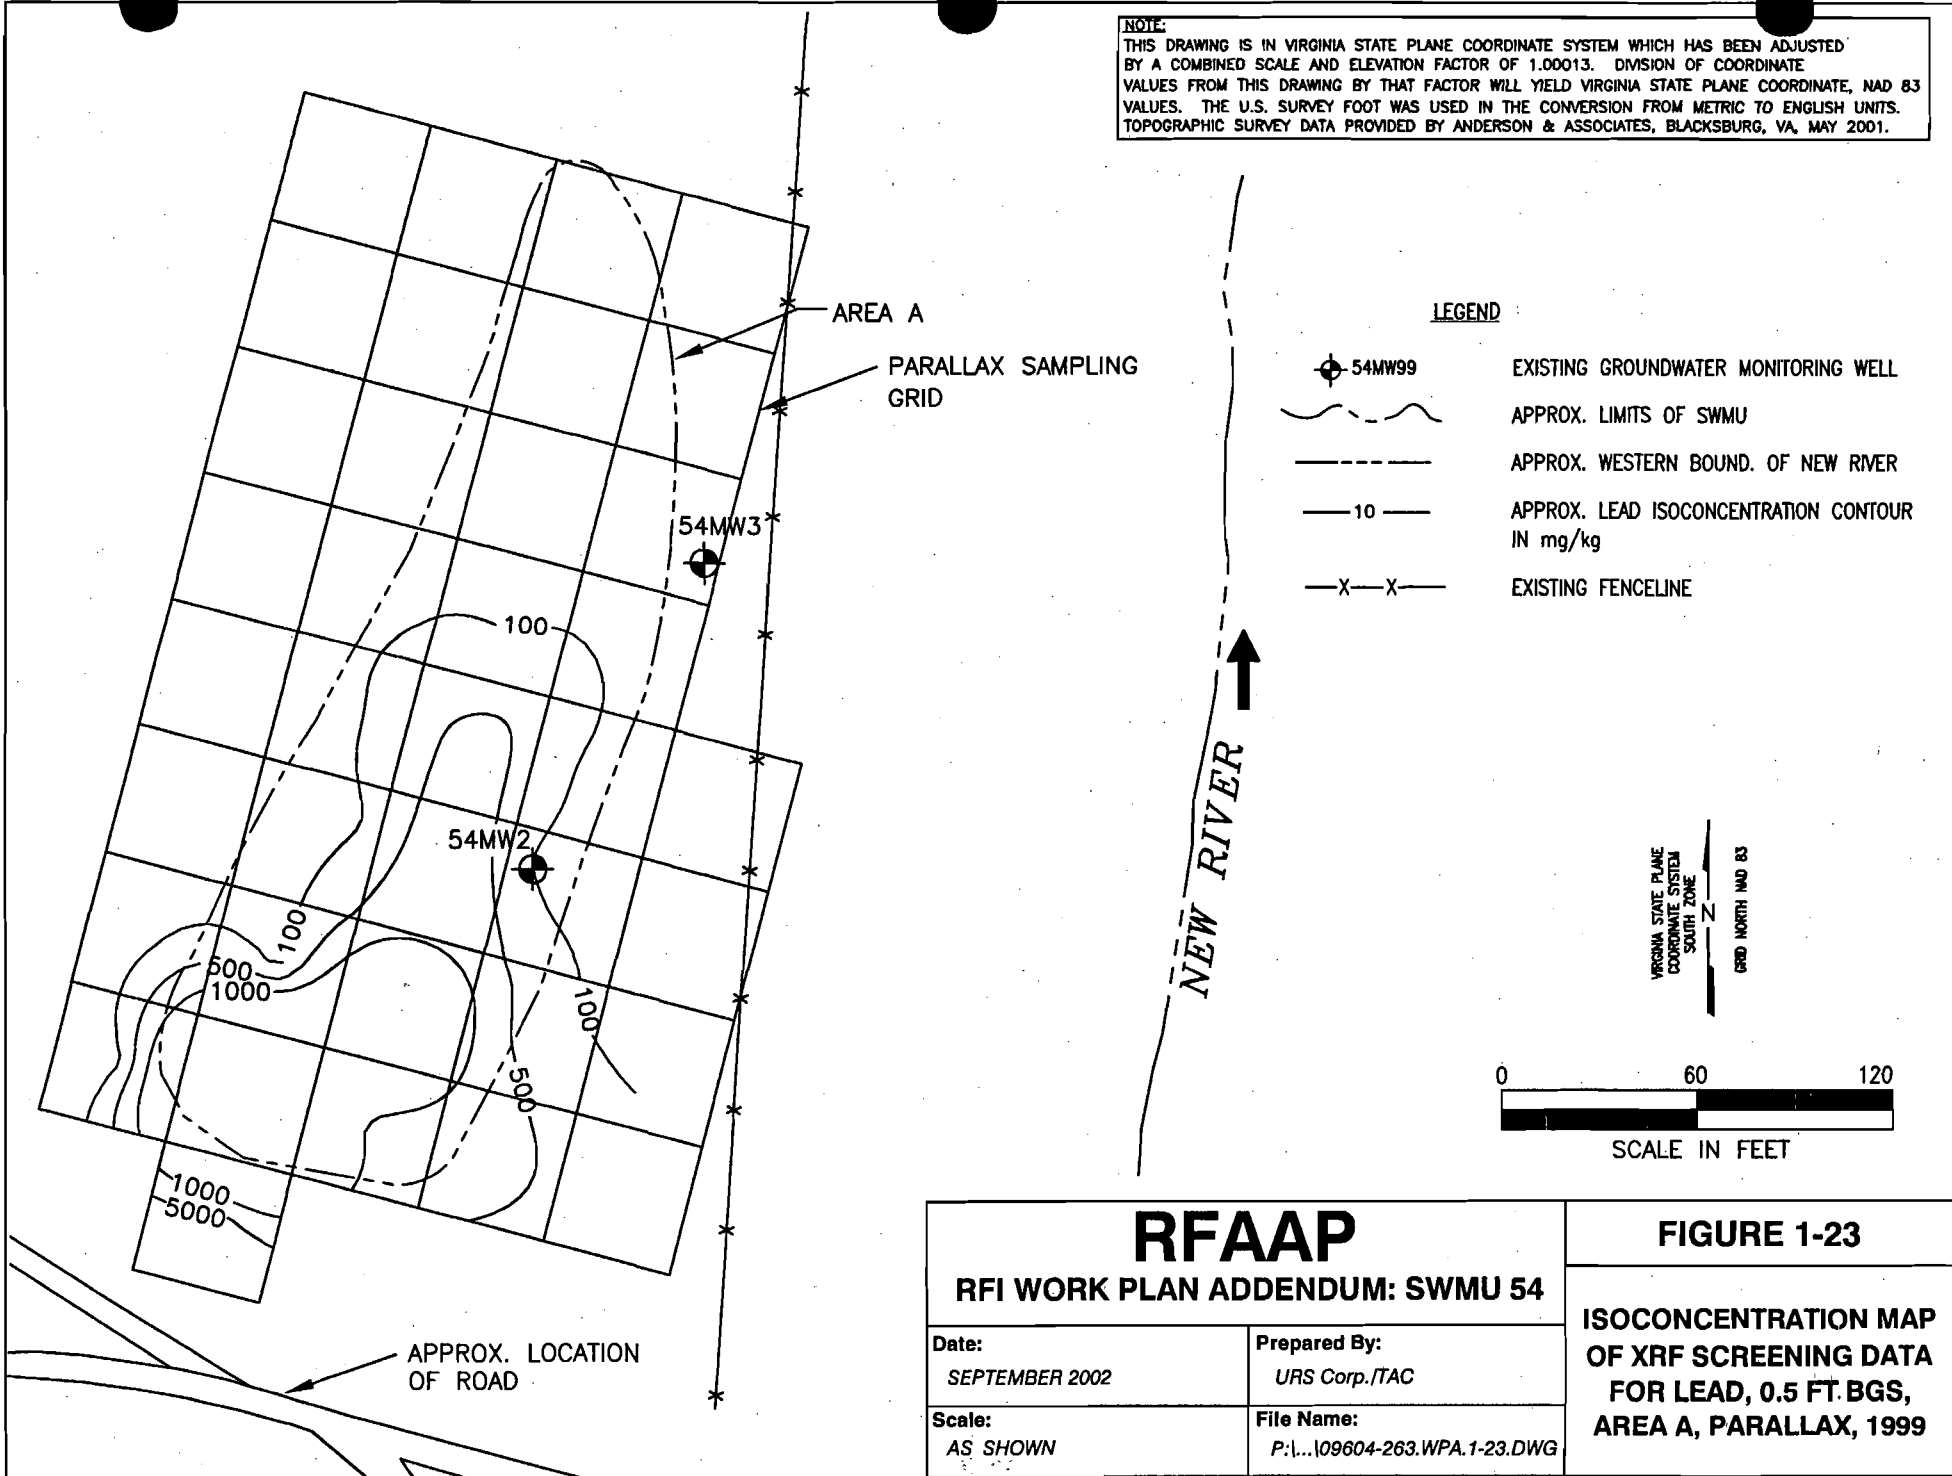 NOTE:
THIS DRAWING IS IN VIRGINIA STATE PLANE COORDINATE SYSTEM WHICH HAS BEEN ADJUSTED
BY A COMBINED SCALE AND ELEVATION FACTOR OF 1.00013. DIVISION OF COORDINATE
VALUES FROM THIS DRAWING BY THAT FACTOR WILL YIELD VIRGINIA STATE PLANE COORDINATE, NAD 83
VALUES. THE U.S. SURVEY FOOT WAS USED IN THE CONVERSION FROM METRIC TO ENGLISH UNITS.
TOPOGRAPHIC SURVEY DATA PROVIDED BY ANDERSON & ASSOCIATES, BLACKSBURG, VA, MAY 2001.
AREA A
PARALLAX SAMPLING
GRID
54MW3
100
54MW2
100
500
1000
100
500
1000
5000
APPROX. LOCATION
OF ROAD
NEW RIVER
LEGEND
54MW99 EXISTING GROUNDWATER MONITORING WELL
APPROX. LIMITS OF SWMU
APPROX. WESTERN BOUND. OF NEW RIVER
10 APPROX. LEAD ISOCONCENTRATION CONTOUR
IN mg/kg
X X EXISTING FENCELINE
VIRGINIA STATE PLANE
COORDINATE SYSTEM
SOUTH ZONE
N
GRID NORTH NAD 83
0 60 120
SCALE IN FEET
RFAAP
RFI WORK PLAN ADDENDUM: SWMU 54
Date:
SEPTEMBER 2002
Prepared By:
URS Corp./TAC
Scale:
AS SHOWN
File Name:
P:\...\09604-263.WPA.1-23.DWG
FIGURE 1-23
ISOCONCENTRATION MAP
OF XRF SCREENING DATA
FOR LEAD, 0.5 FT BGS,
AREA A, PARALLAX, 1999